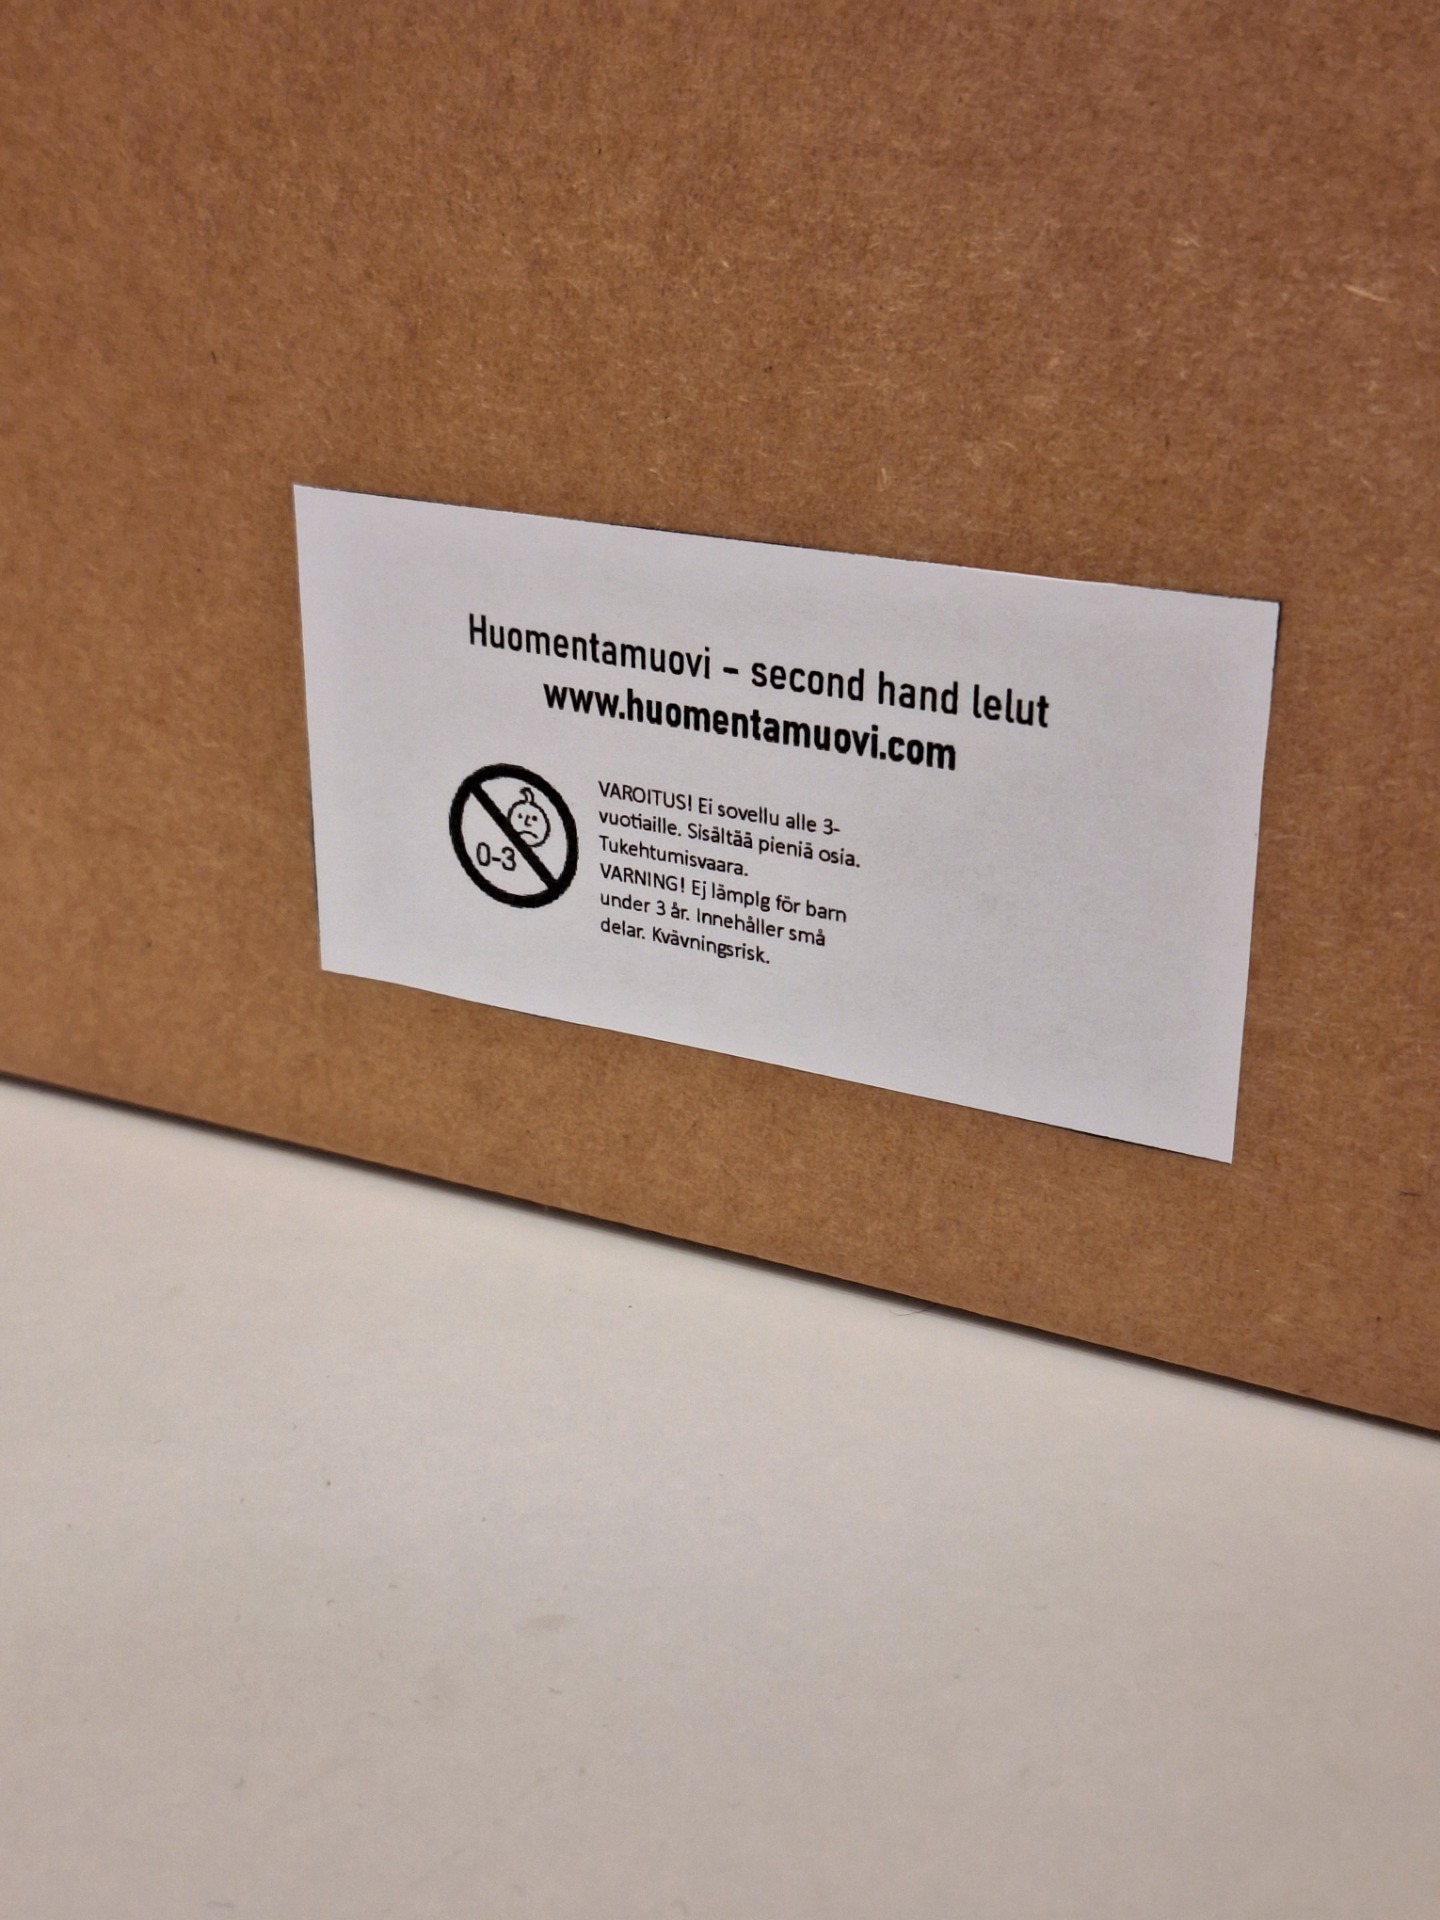 Huomentamuovi - second hand lelut
www.huomentamuovi.com
0-3
VAROITUS! Ei sovellu alle 3-
vuotiaille. Sisältää pieniä osia.
Tukehtumisvaara.
VARNING! Ej lämplg för barn
under 3 år. Innehåller små
delar. Kvävningsrisk.